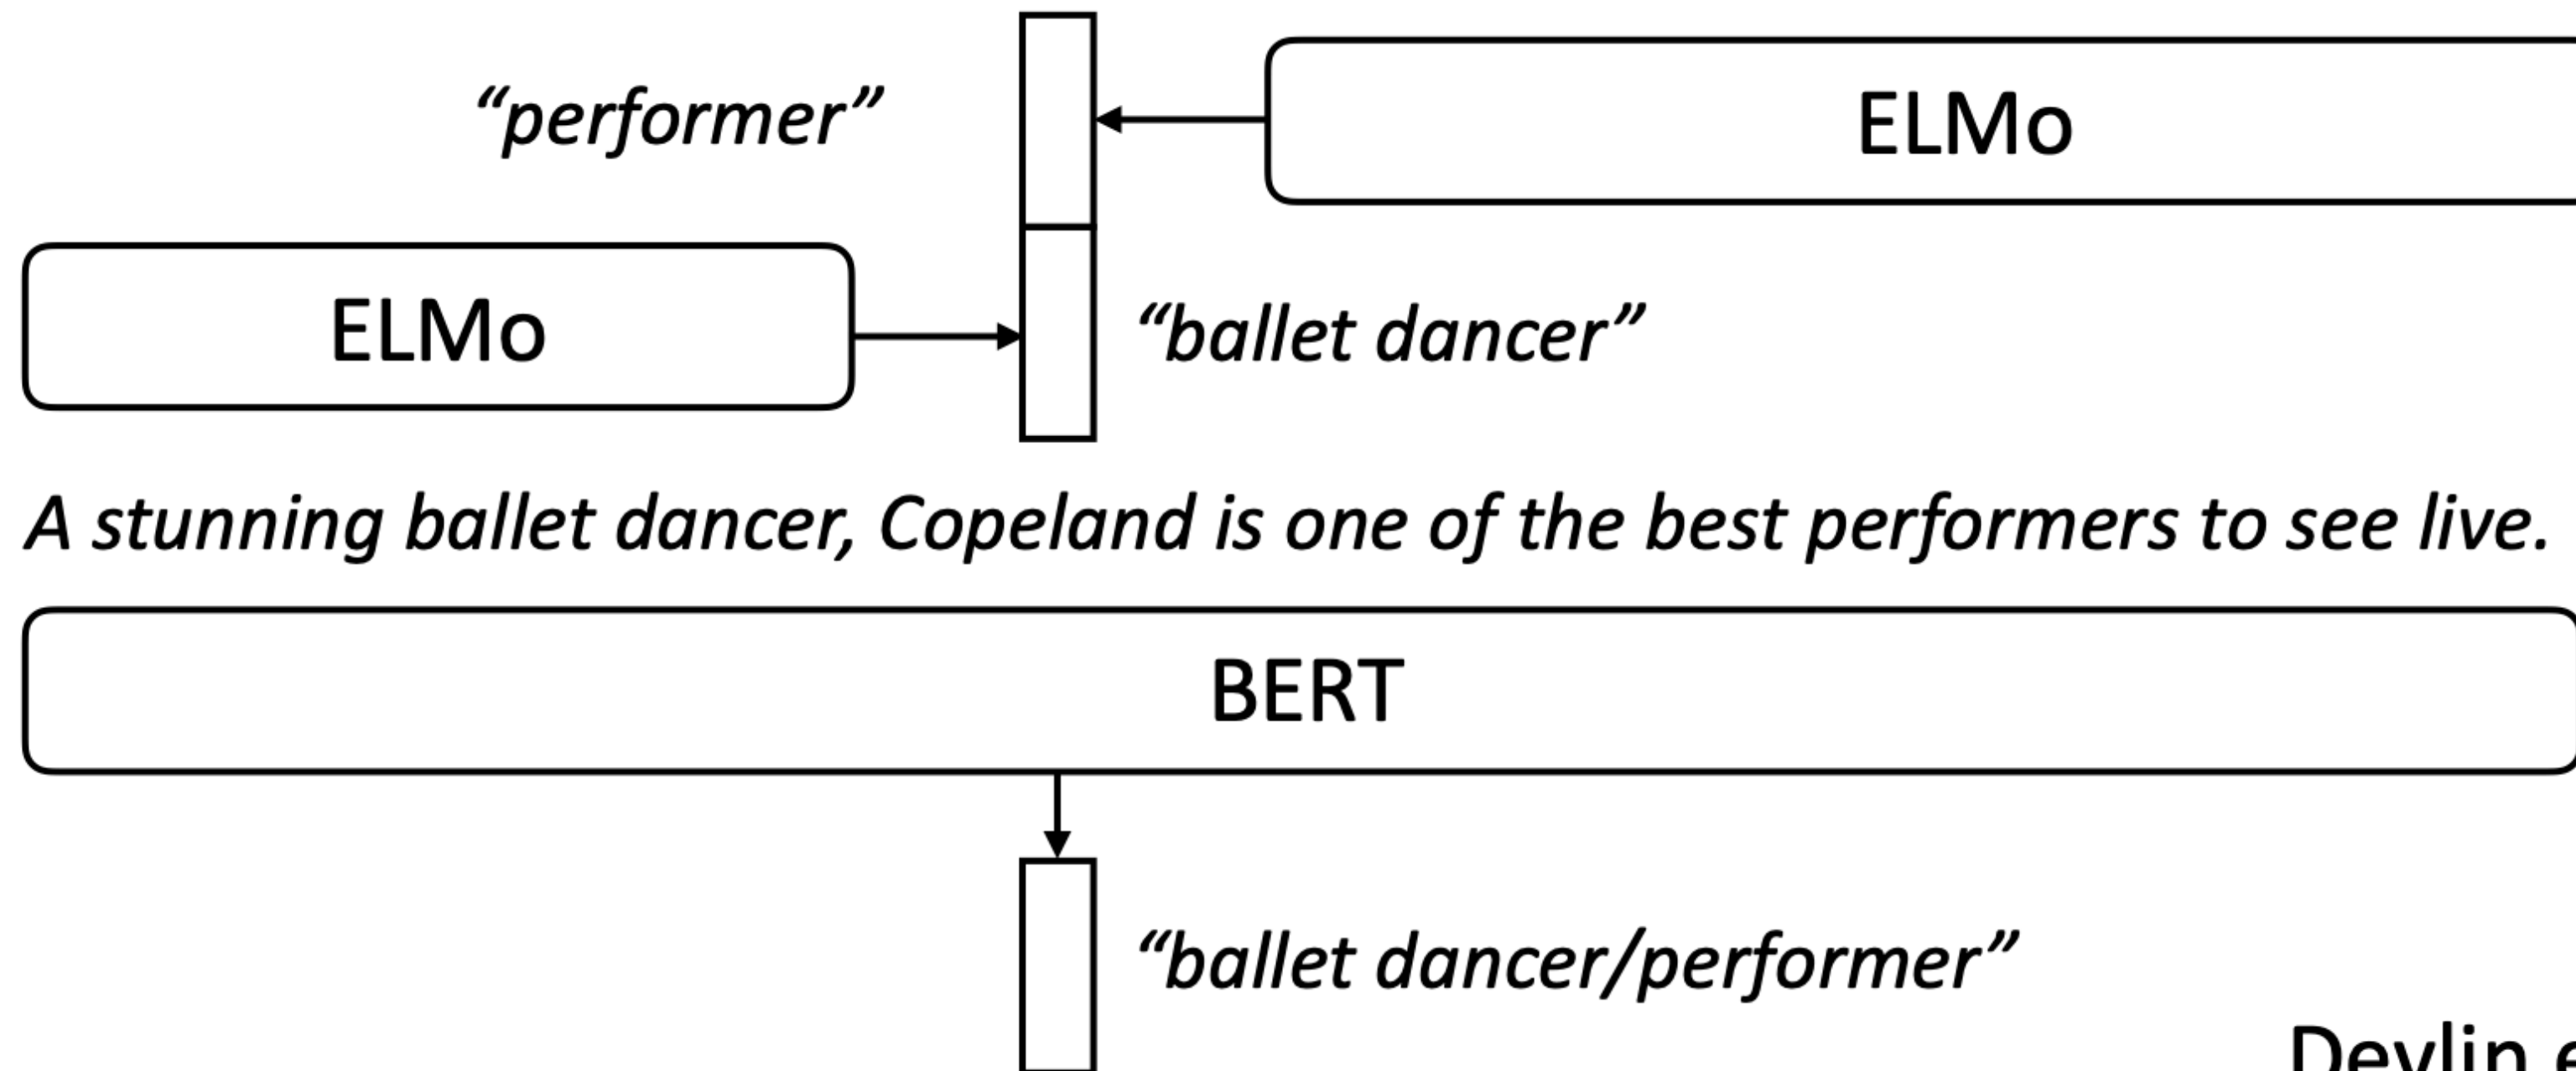 “performer”
ELMo
ELMo
“ballet dancer”
A stunning ballet dancer, Copeland is one of the best performers to see live.
BERT
“ballet dancer/performer”
Devlin e